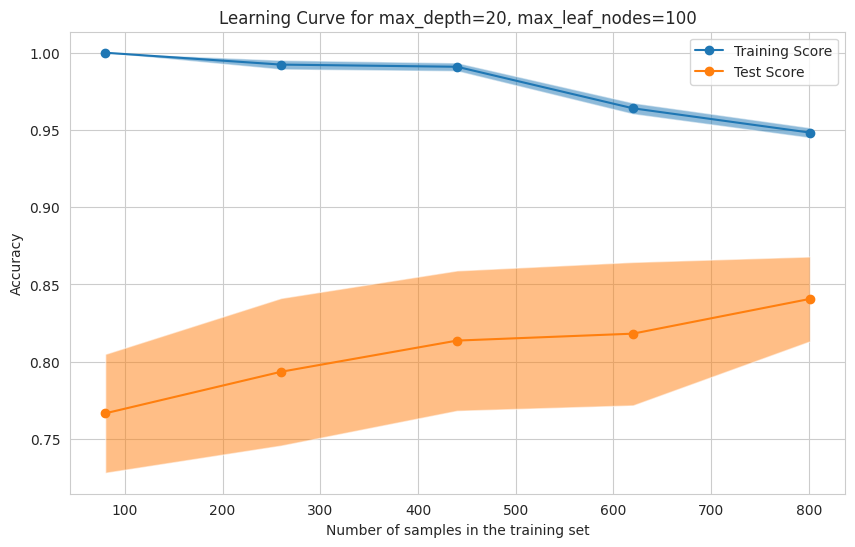 Learning Curve for max_depth=20, max_leaf_nodes=100
Training Score
Test Score
1.00
0.95
0.90
0.85
0.80
0.75
Accuracy
100 200 300 400 500 600 700 800
Number of samples in the training set